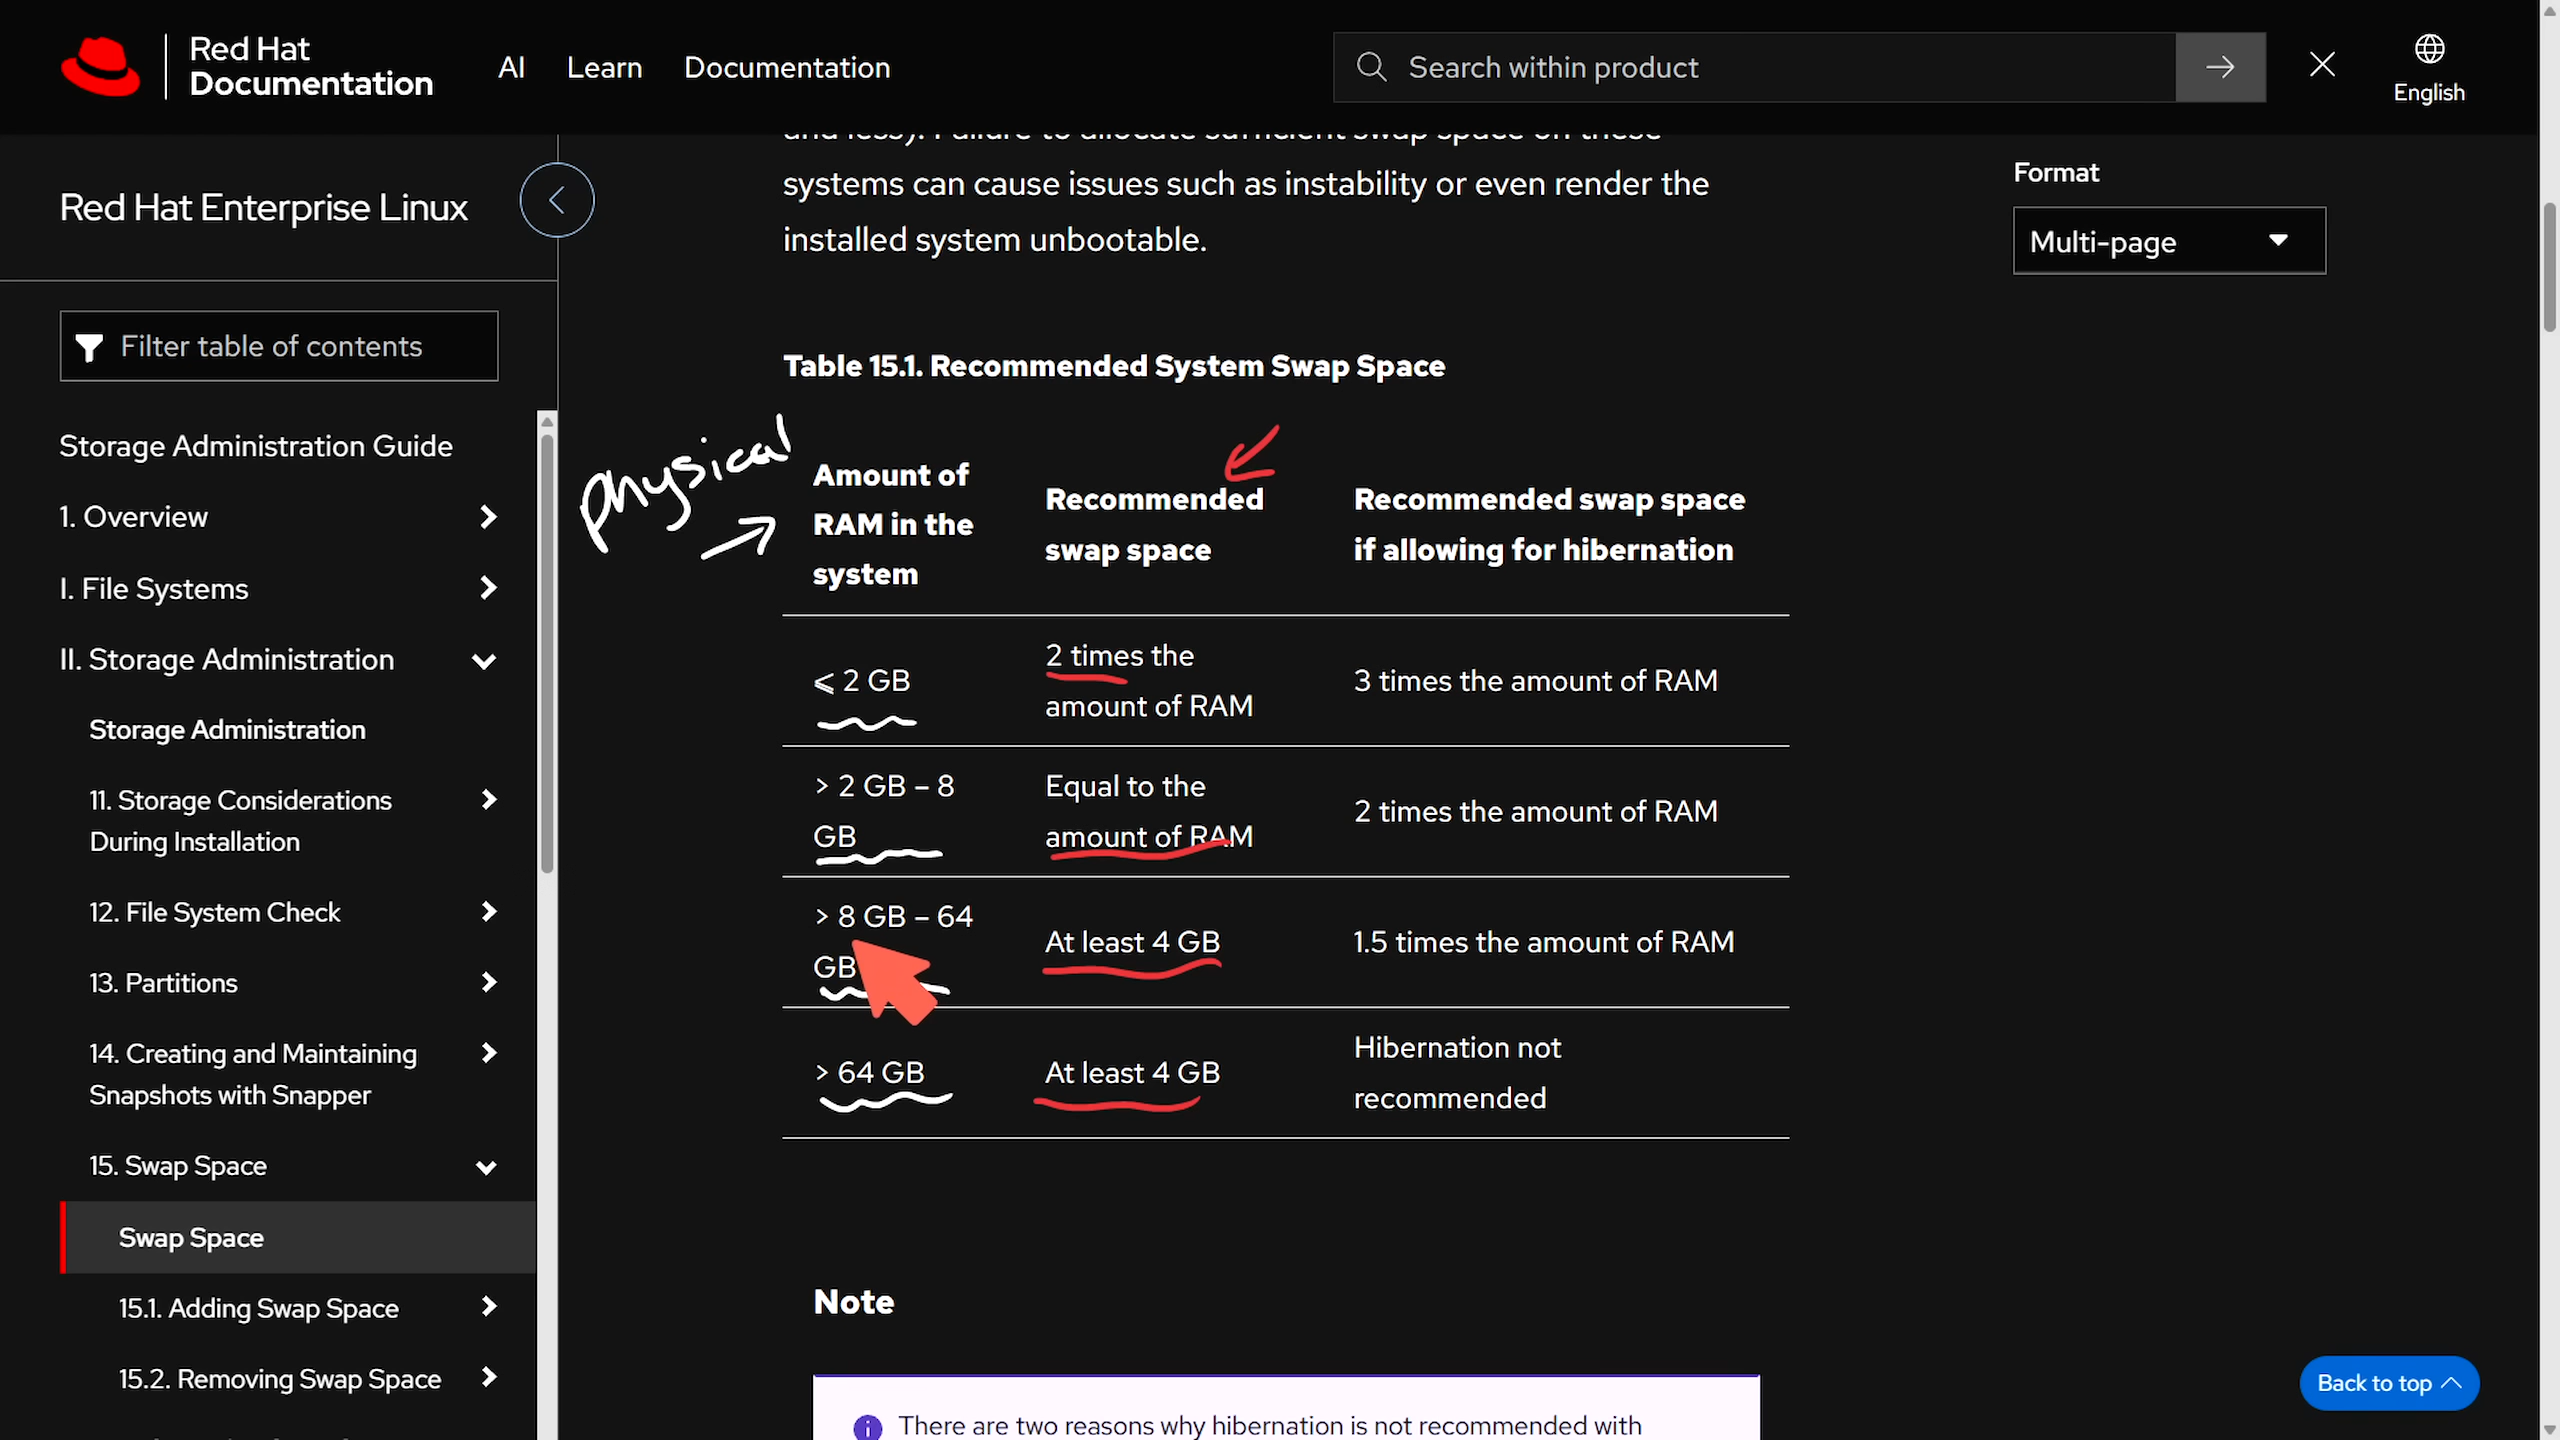 Red Hat
Documentation
AI
Learn
Documentation
Search within product
English
systems can cause issues such as instability or even render the
installed system unbootable.
Format
Multi-page
Red Hat Enterprise Linux
Filter table of contents
Storage Administration Guide
1. Overview
I. File Systems
II. Storage Administration
Storage Administration
11. Storage Considerations
During Installation
12. File System Check
13. Partitions
14. Creating and Maintaining
Snapshots with Snapper
15. Swap Space
Swap Space
15.1. Adding Swap Space
15.2. Removing Swap Space
Table 15.1. Recommended System Swap Space
physical
Amount of
RAM in the
system
Recommended
swap space
Recommended swap space
if allowing for hibernation
⩽ 2 GB
2 times the
amount of RAM
3 times the amount of RAM
> 2 GB – 8
GB
Equal to the
amount of RAM
2 times the amount of RAM
> 8 GB – 64
GB
At least 4 GB
1.5 times the amount of RAM
> 64 GB
At least 4 GB
Hibernation not
recommended
Note
There are two reasons why hibernation is not recommended with
Back to top